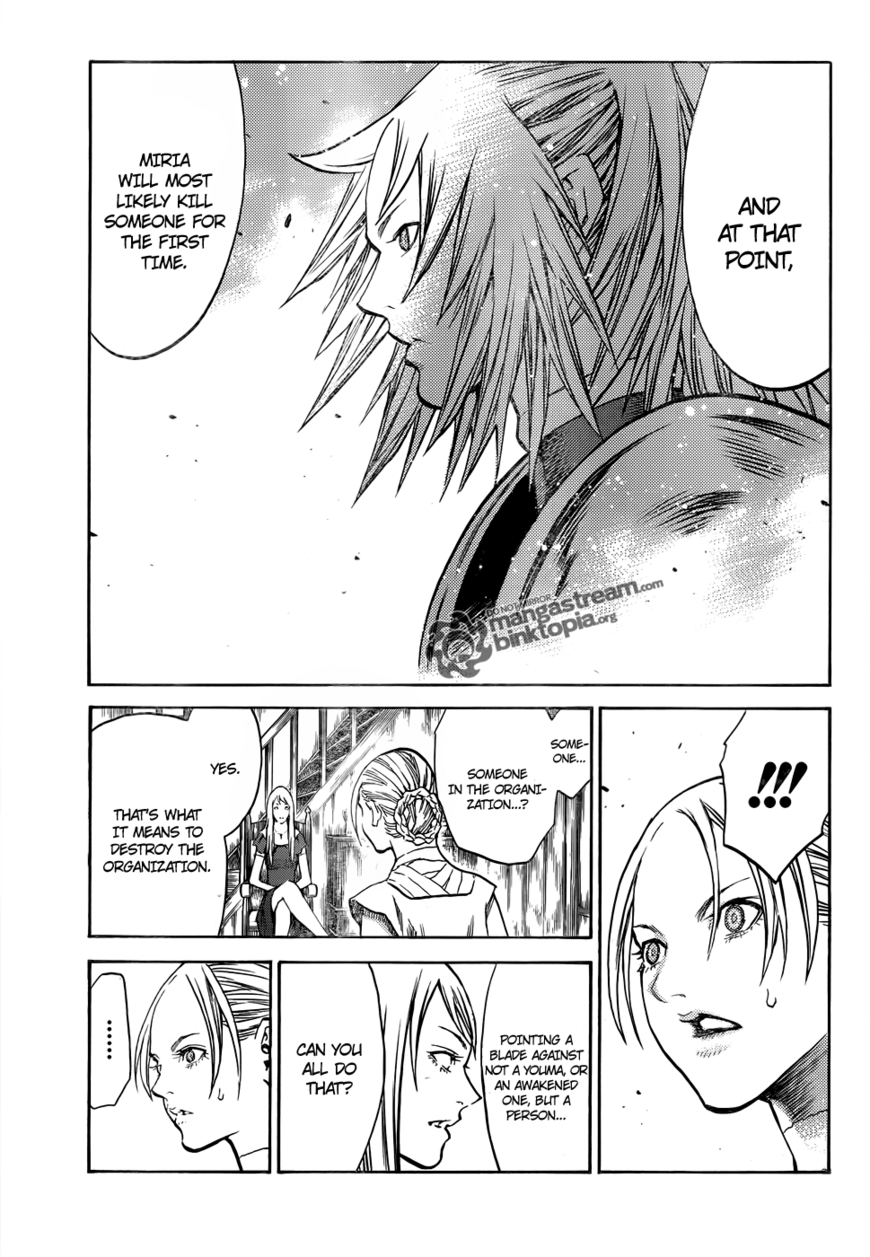 AND
AT THAT
POINT,
MIRIA
WILL MOST
LIKELY KILL
SOMEONE FOR
THE FIRST
TIME.
DO NOT MIRROR
mangastream.com
binktopia.org
!!!
SOME-
ONE...
SOMEONE
IN THE ORGANI-
ZATION...?
YES.
THAT'S WHAT
IT MEANS TO
DESTROY THE
ORGANIZATION.
POINTING A
BLADE AGAINST
NOT A YOUMA, OR
AN AWAKENED
ONE, BUT A
PERSON...
CAN YOU
ALL DO
THAT?
.......